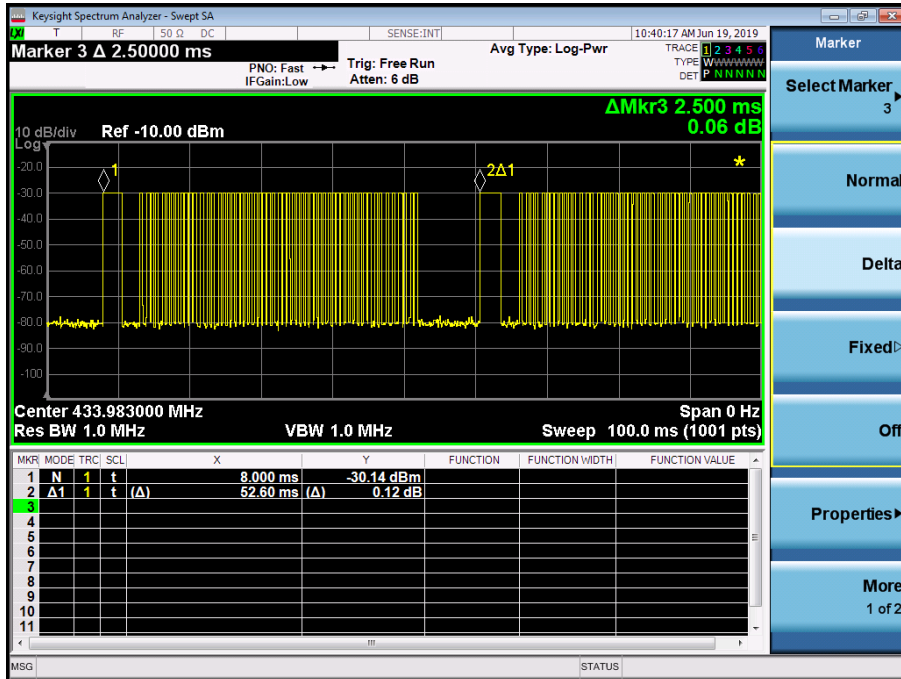 Keysight Spectrum Analyzer - Swept SA
LXI T RF 50 Ω DC SENSE:INT 10:40:17 AM Jun 19, 2019
Marker 3 Δ 2.50000 ms
PNO: Fast
IFGain:Low
Trig: Free Run
Atten: 6 dB
Avg Type: Log-Pwr
TRACE 1 2 3 4 5 6
TYPE WWWWWW
DET P N N N N N
ΔMkr3 2.500 ms
0.06 dB
10 dB/div Ref -10.00 dBm
Log
1
2Δ1
*
-20.0
-30.0
-40.0
-50.0
-60.0
-70.0
-80.0
-90.0
-100
Center 433.983000 MHz Span 0 Hz
Res BW 1.0 MHz VBW 1.0 MHz Sweep 100.0 ms (1001 pts)
MKR MODE TRC SCL X Y FUNCTION FUNCTION WIDTH FUNCTION VALUE
1 N 1 t 8.000 ms -30.14 dBm
2 Δ1 1 t (Δ) 52.60 ms (Δ) 0.12 dB
3
4
5
6
7
8
9
10
11
MSG STATUS
Marker
Select Marker
3
Normal
Delta
Fixed
Off
Properties
More
1 of 2